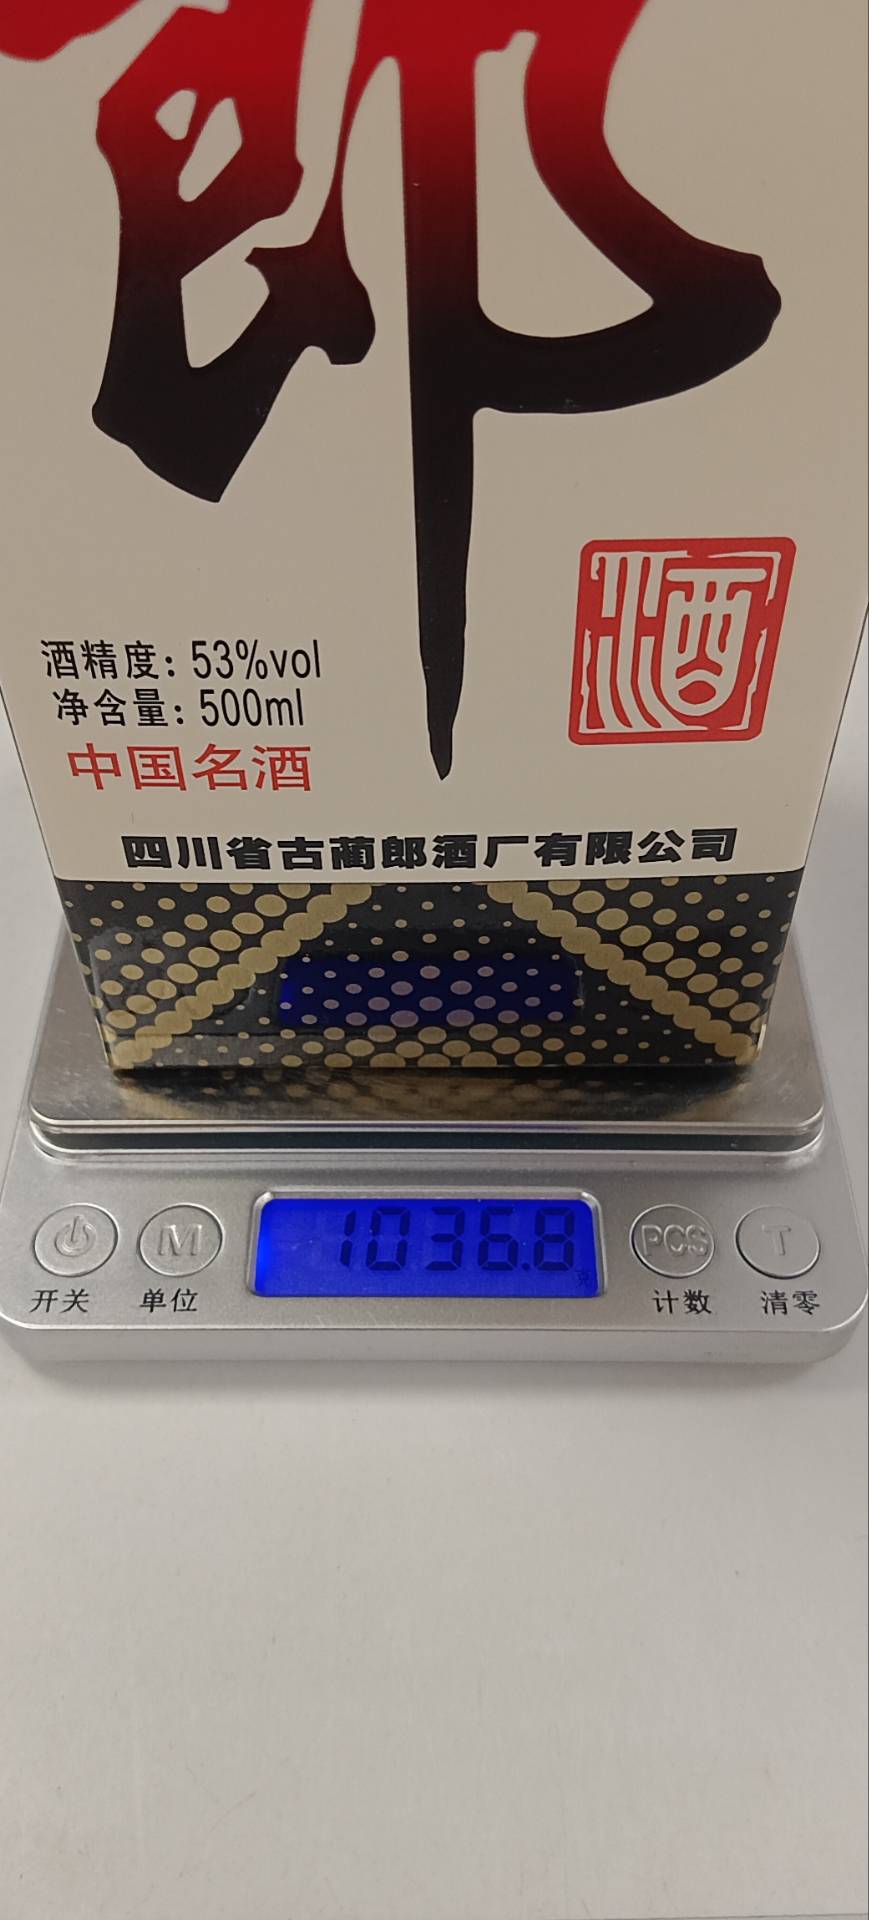 郎
酒
酒精度: 53%vol
净含量: 500ml
中国名酒
四川省古蔺郎酒厂有限公司
1036.8
克
M
PCS
T
开关
单位
计数
清零